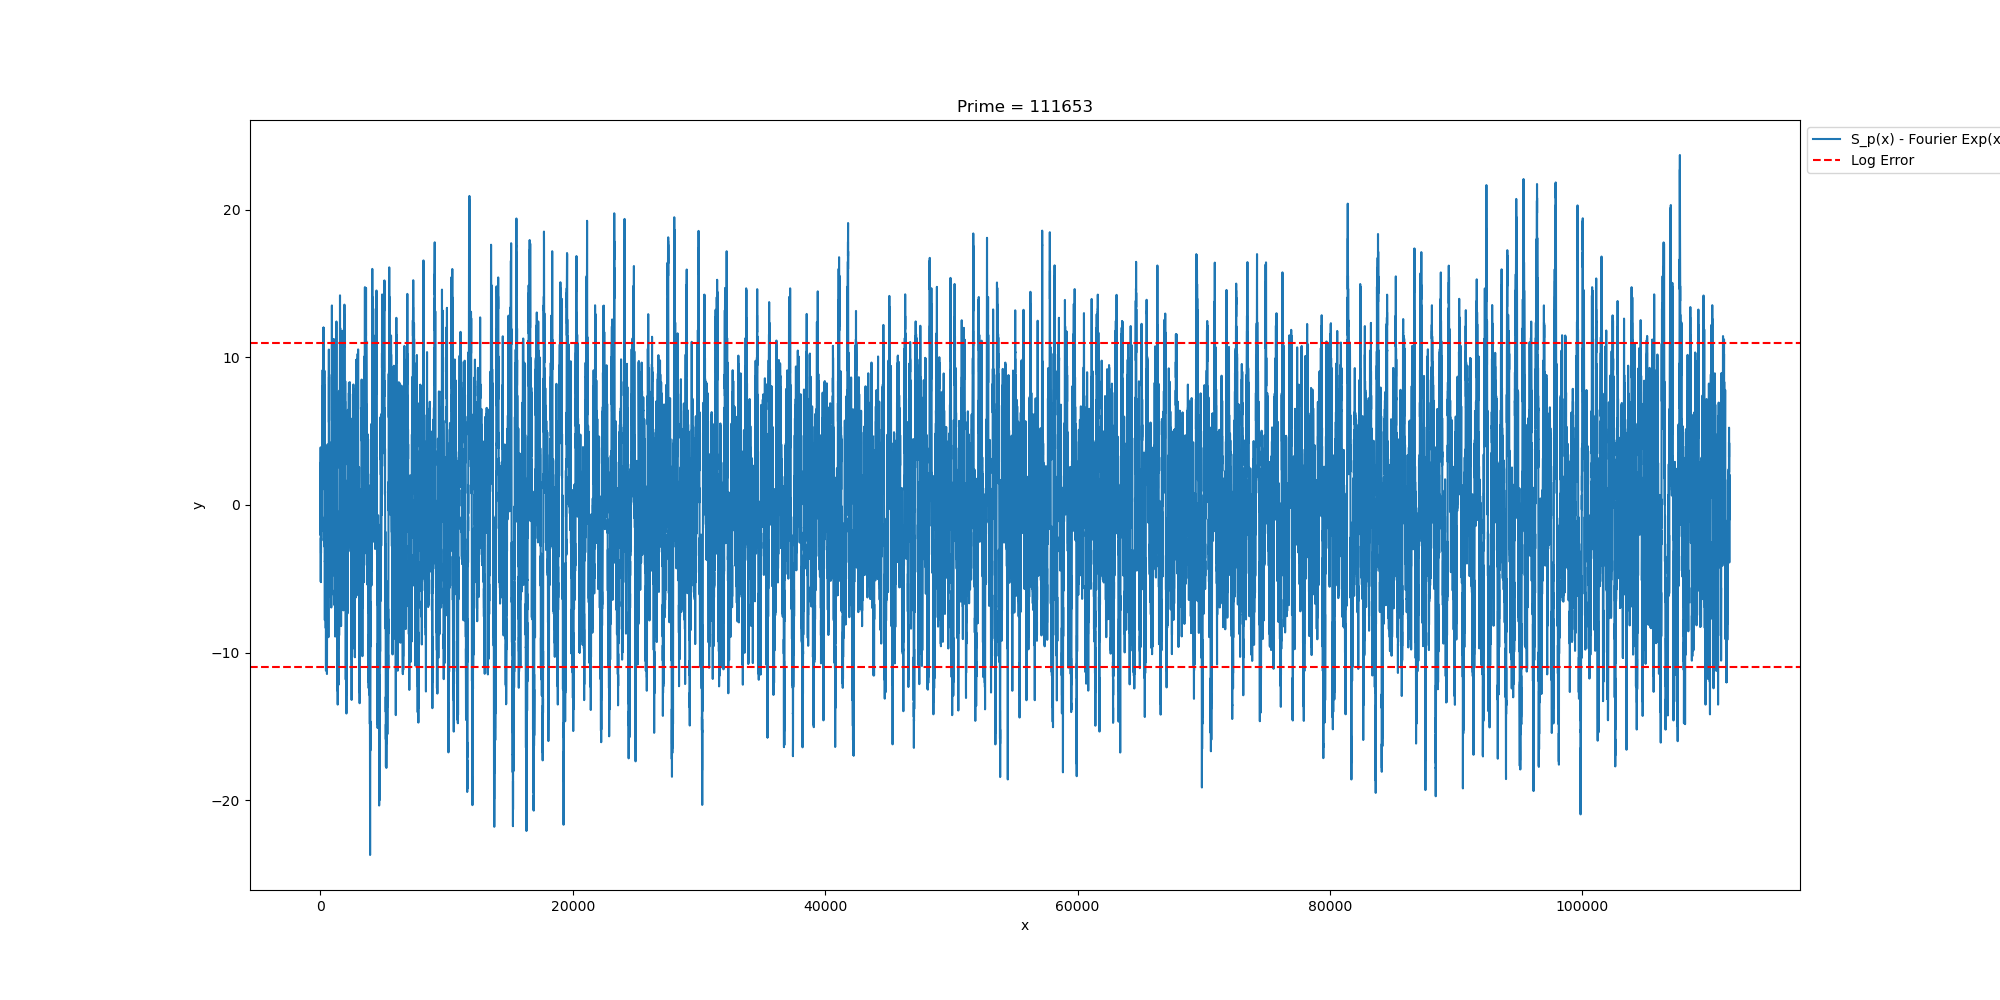 Prime = 111653
S_p(x) - Fourier Exp(x
Log Error
20
10
0
−10
−20
y
0 20000 40000 60000 80000 100000
x